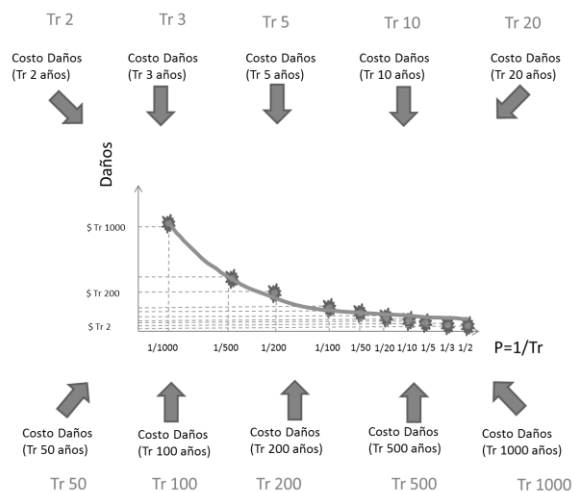 Tr 2
Tr 3
Tr 5
Tr 10
Tr 20
Costo Daños
(Tr 2 años)
Costo Daños
(Tr 3 años)
Costo Daños
(Tr 5 años)
Costo Daños
(Tr 10 años)
Costo Daños
(Tr 20 años)
Daños
$ Tr 1000
$ Tr 200
$ Tr 2
1/1000
1/500
1/200
1/100
1/50
1/20
1/10
1/5
1/3
1/2
P=1/Tr
Costo Daños
(Tr 50 años)
Costo Daños
(Tr 100 años)
Costo Daños
(Tr 200 años)
Costo Daños
(Tr 500 años)
Costo Daños
(Tr 1000 años)
Tr 50
Tr 100
Tr 200
Tr 500
Tr 1000